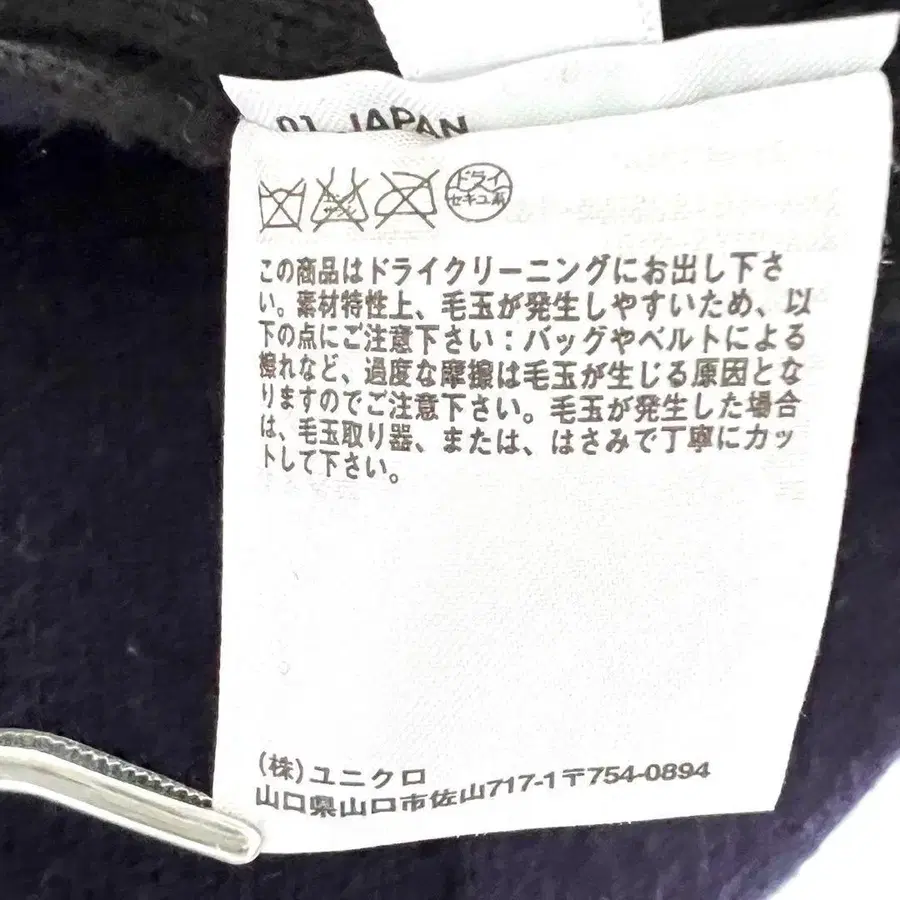 01 JAPAN
ドライ
セキユ系
この商品はドライクリーニングにお出し下さ
い。素材特性上、毛玉が発生しやすいため、以
下の点にご注意下さい：バッグやベルトによる
擦れなど、過度な摩擦は毛玉が生じる原因とな
りますのでご注意下さい。毛玉が発生した場合
は、毛玉取り器、または、はさみで丁寧にカッ
トして下さい。
(株)ユニクロ
山口県山口市佐山717-1〒754-0894